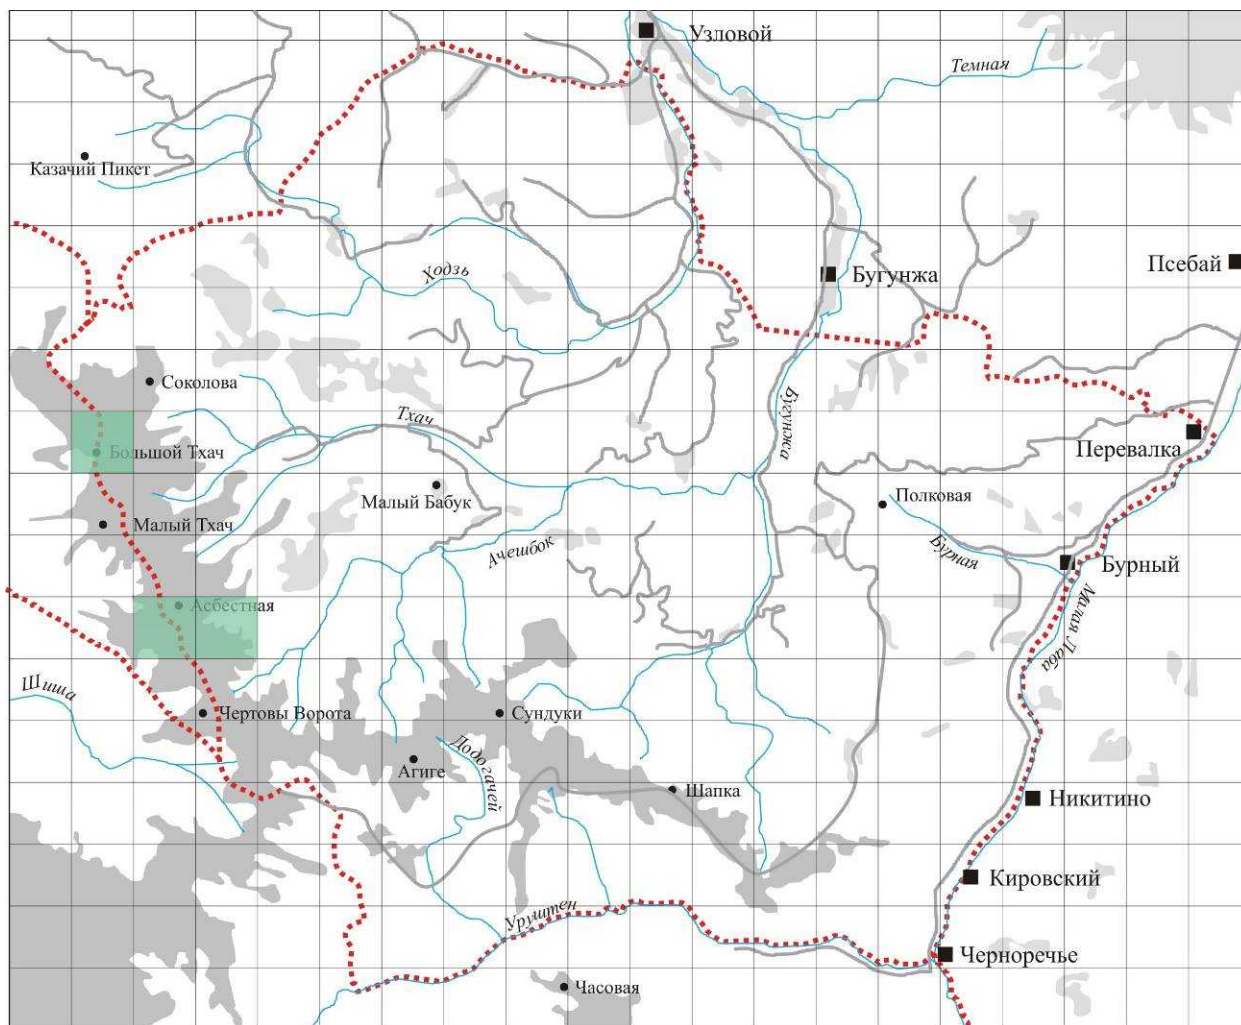 Узловой
Темная
Казачий Пикет
Ходзь
Бугунжа
Псебай
Соколова
Тхач
Бугунжа
Большой Тхач
Перевалка
Малый Бабук
Полковая
Малый Тхач
Ачешбок
Бурная
Бурный
Асбестная
Малая Лаба
Шиша
Чертовы Ворота
Сундуки
Додогачей
Агиге
Шапка
Никитино
Кировский
Уруштен
Черноречье
Часовая